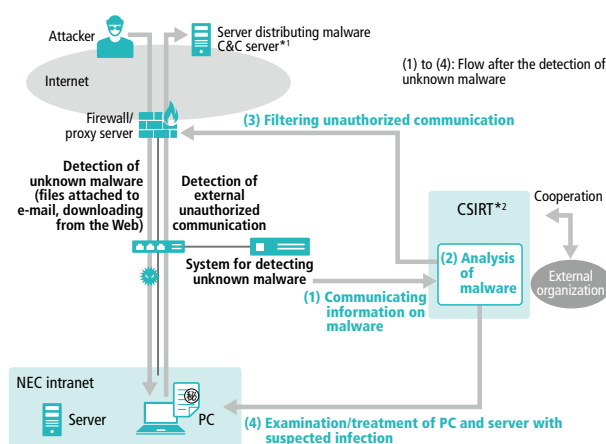 Attacker
Server distributing malware
C&C server*1
(1) to (4): Flow after the detection of
unknown malware
Internet
Firewall/
proxy server
(3) Filtering unauthorized communication
Detection of
unknown malware
(files attached to
e-mail, downloading
from the Web)
Detection of
external
unauthorized
communication
Cooperation
CSIRT*2
System for detecting
unknown malware
(2) Analysis
of
malware
External
organization
(1) Communicating
information on
malware
NEC intranet
秘
Server
PC
(4) Examination/treatment of PC and server with
suspected infection